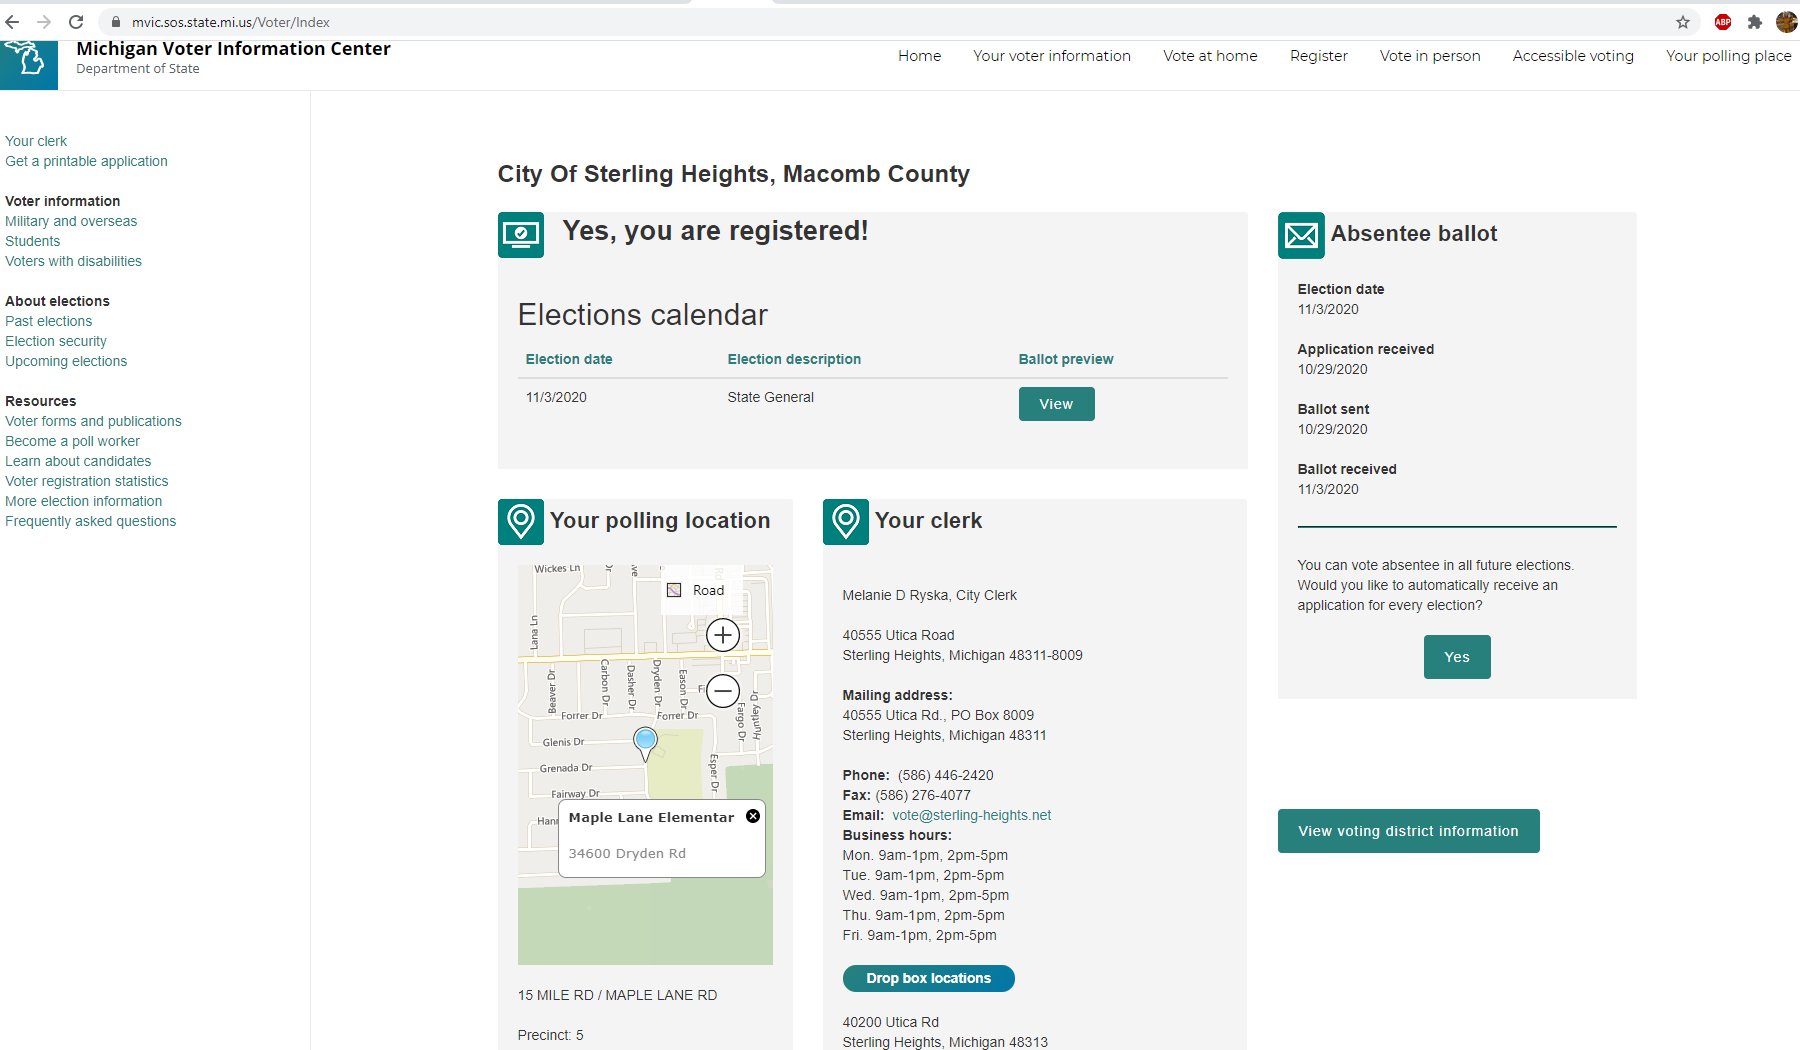 mvic.sos.state.mi.us/Voter/Index
ABP
Michigan Voter Information Center
Department of State
Home
Your voter information
Vote at home
Register
Vote in person
Accessible voting
Your polling place
Your clerk
Get a printable application
Voter information
Military and overseas
Students
Voters with disabilities
About elections
Past elections
Election security
Upcoming elections
Resources
Voter forms and publications
Become a poll worker
Learn about candidates
Voter registration statistics
More election information
Frequently asked questions
City Of Sterling Heights, Macomb County
Yes, you are registered!
Elections calendar
Election date
Election description
Ballot preview
11/3/2020
State General
View
Absentee ballot
Election date
11/3/2020
Application received
10/29/2020
Ballot sent
10/29/2020
Ballot received
11/3/2020
You can vote absentee in all future elections.
Would you like to automatically receive an
application for every election?
Yes
View voting district information
Your polling location
Wickes Ln
Road
Lana Ln
Beaver Dr
Carbon Dr
Dasher Dr
Dryden Dr
Eason Dr
Fargo Dr
Huntley Dr
Forrer Dr
Forrer Dr
Glenis Dr
Grenada Dr
Esper Dr
Fairway Dr
Hann
Maple Lane Elementar
34600 Dryden Rd
15 MILE RD / MAPLE LANE RD
Precinct: 5
Your clerk
Melanie D Ryska, City Clerk
40555 Utica Road
Sterling Heights, Michigan 48311-8009
Mailing address:
40555 Utica Rd., PO Box 8009
Sterling Heights, Michigan 48311
Phone: (586) 446-2420
Fax: (586) 276-4077
Email: vote@sterling-heights.net
Business hours:
Mon. 9am-1pm, 2pm-5pm
Tue. 9am-1pm, 2pm-5pm
Wed. 9am-1pm, 2pm-5pm
Thu. 9am-1pm, 2pm-5pm
Fri. 9am-1pm, 2pm-5pm
Drop box locations
40200 Utica Rd
Sterling Heights, Michigan 48313